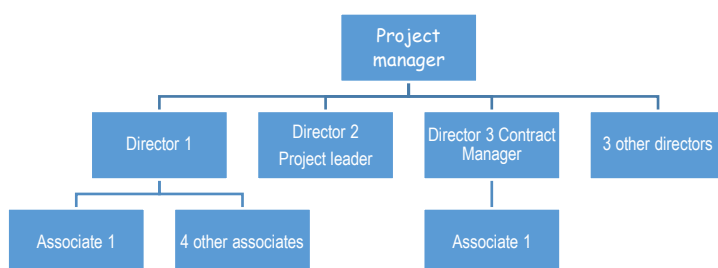 Project
manager
Director 1
Director 2
Project leader
Director 3 Contract
Manager
3 other directors
Associate 1
4 other associates
Associate 1